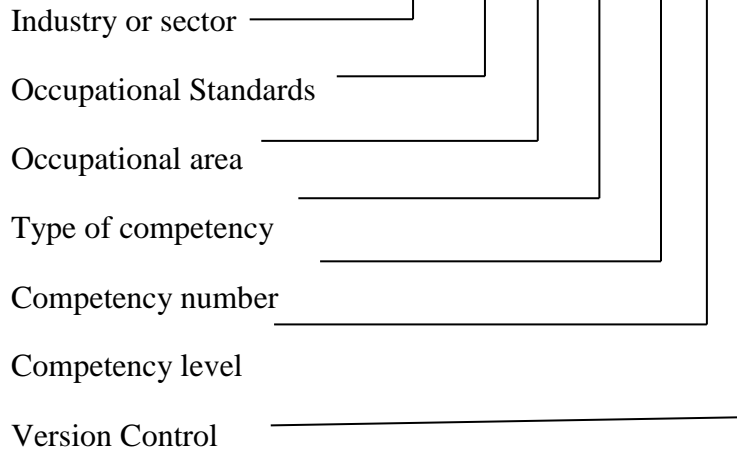 Industry or sector
Occupational Standards
Occupational area
Type of competency
Competency number
Competency level
Version Control